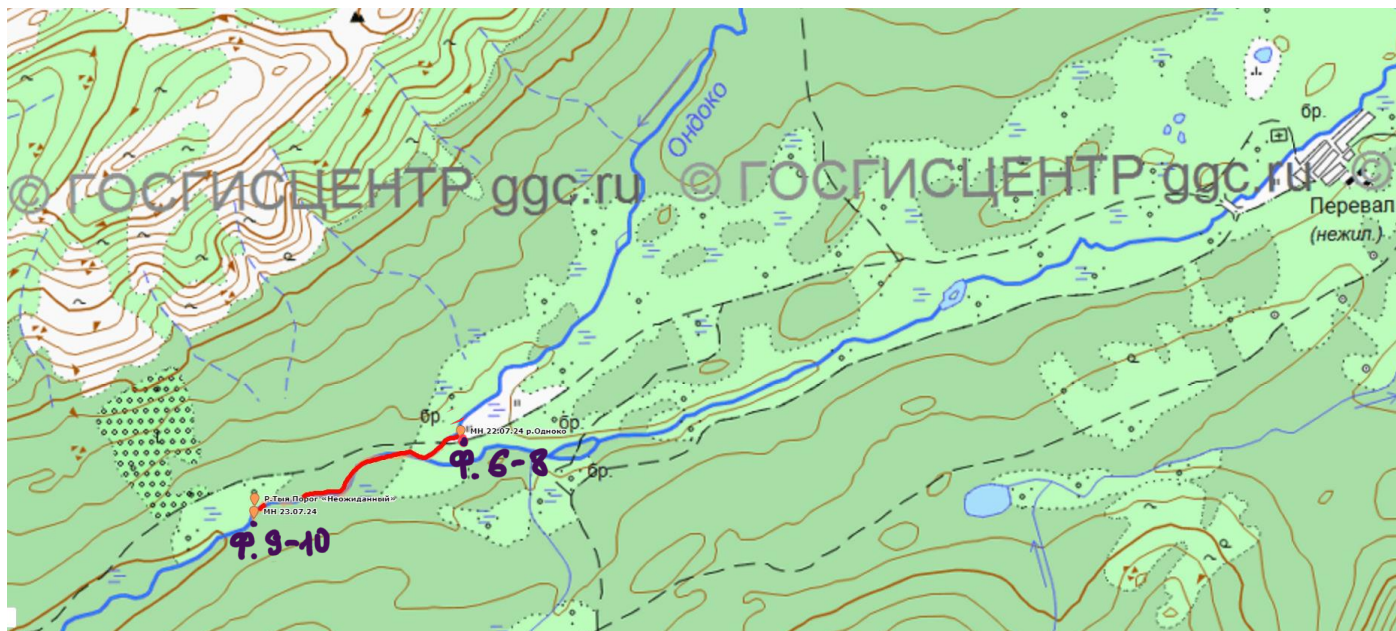 Ондоко
бр.
© ГОСГИСЦЕНТР ggc.ru © ГОСГИСЦЕНТР ggc.ru ©
Перевал
(нежил.)
бр.
бр.
МН 22.07.24 р.Одноко
Ф. 6-8
бр.
Р.Тыя Порог «Неожиданный»
МН 23.07.24
Ф. 9-10